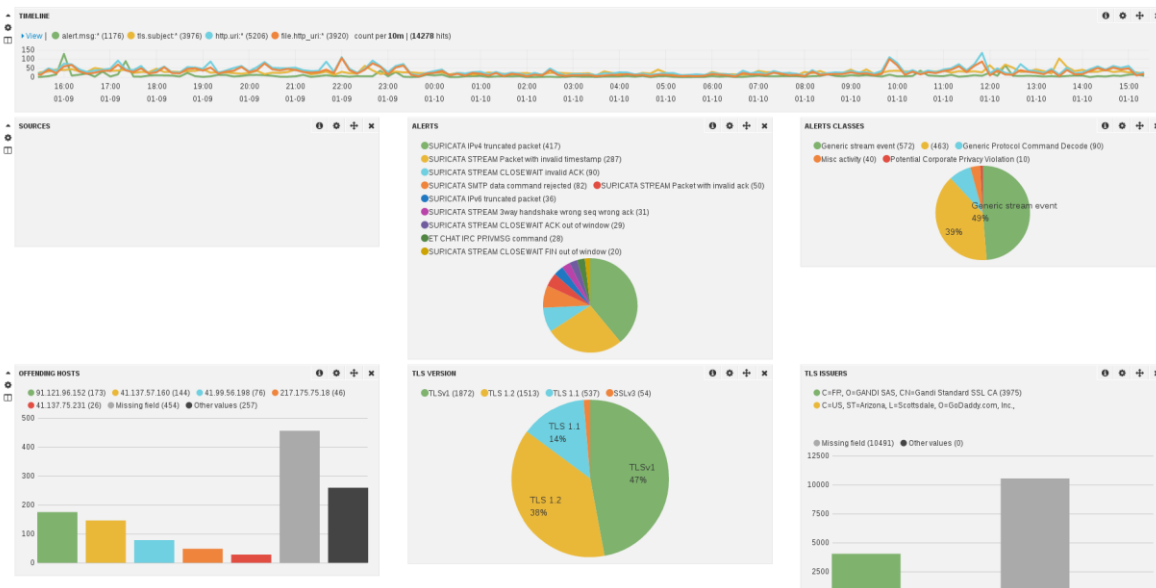 TIMELINE
View | alert.msg:* (1176) tls.subject:* (3976) http.uri:* (5206) file.http_uri:* (3920) count per 10m | (14278 hits)
150
100
50
0
16:00 17:00 18:00 19:00 20:00 21:00 22:00 23:00 00:00 01:00 02:00 03:00 04:00 05:00 06:00 07:00 08:00 09:00 10:00 11:00 12:00 13:00 14:00 15:00
01-09 01-09 01-09 01-09 01-09 01-09 01-09 01-09 01-10 01-10 01-10 01-10 01-10 01-10 01-10 01-10 01-10 01-10 01-10 01-10 01-10 01-10 01-10 01-10
SOURCES
ALERTS
SURICATA IPv4 truncated packet (417)
SURICATA STREAM Packet with invalid timestamp (287)
SURICATA STREAM CLOSEWAIT invalid ACK (90)
SURICATA SMTP data command rejected (82) SURICATA STREAM Packet with invalid ack (50)
SURICATA IPv6 truncated packet (36)
SURICATA STREAM 3way handshake wrong seq wrong ack (31)
SURICATA STREAM CLOSEWAIT ACK out of window (29)
ET CHAT IRC PRIVMSG command (28)
SURICATA STREAM CLOSEWAIT FIN out of window (20)
ALERTS CLASSES
Generic stream event (572) (463) Generic Protocol Command Decode (90)
Misc activity (40) Potential Corporate Privacy Violation (10)
Generic stream event
49%
39%
OFFENDING HOSTS
91.121.96.152 (173) 41.137.57.160 (144) 41.99.56.198 (76) 217.175.75.18 (46)
41.137.75.231 (26) Missing field (454) Other values (257)
500
400
300
200
100
0
TLS VERSION
TLSv1 (1872) TLS 1.2 (1513) TLS 1.1 (537) SSLv3 (54)
TLS 1.1
14%
TLSv1
47%
TLS 1.2
38%
TLS ISSUERS
C=FR, O=GANDI SAS, CN=Gandi Standard SSL CA (3975)
C=US, ST=Arizona, L=Scottsdale, O=GoDaddy.com, Inc.,
Missing field (10491) Other values (0)
12500
10000
7500
5000
2500